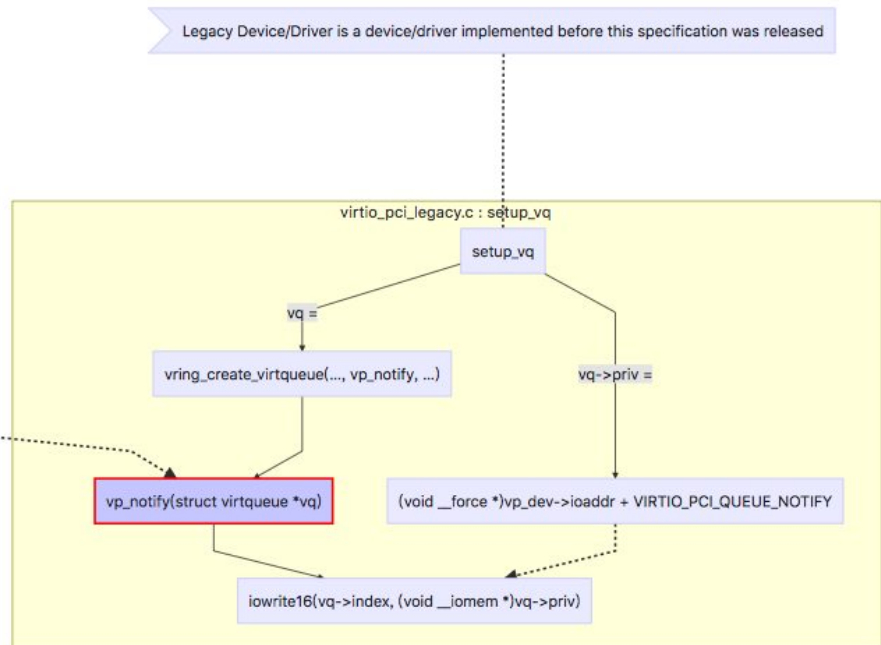 Legacy Device/Driver is a device/driver implemented before this specification was released
virtio_pci_legacy.c : setup_vq
setup_vq
vq =
vring_create_virtqueue(..., vp_notify, ...)
vq->priv =
vp_notify(struct virtqueue *vq)
(void __force *)vp_dev->ioaddr + VIRTIO_PCI_QUEUE_NOTIFY
iowrite16(vq->index, (void __iomem *)vq->priv)